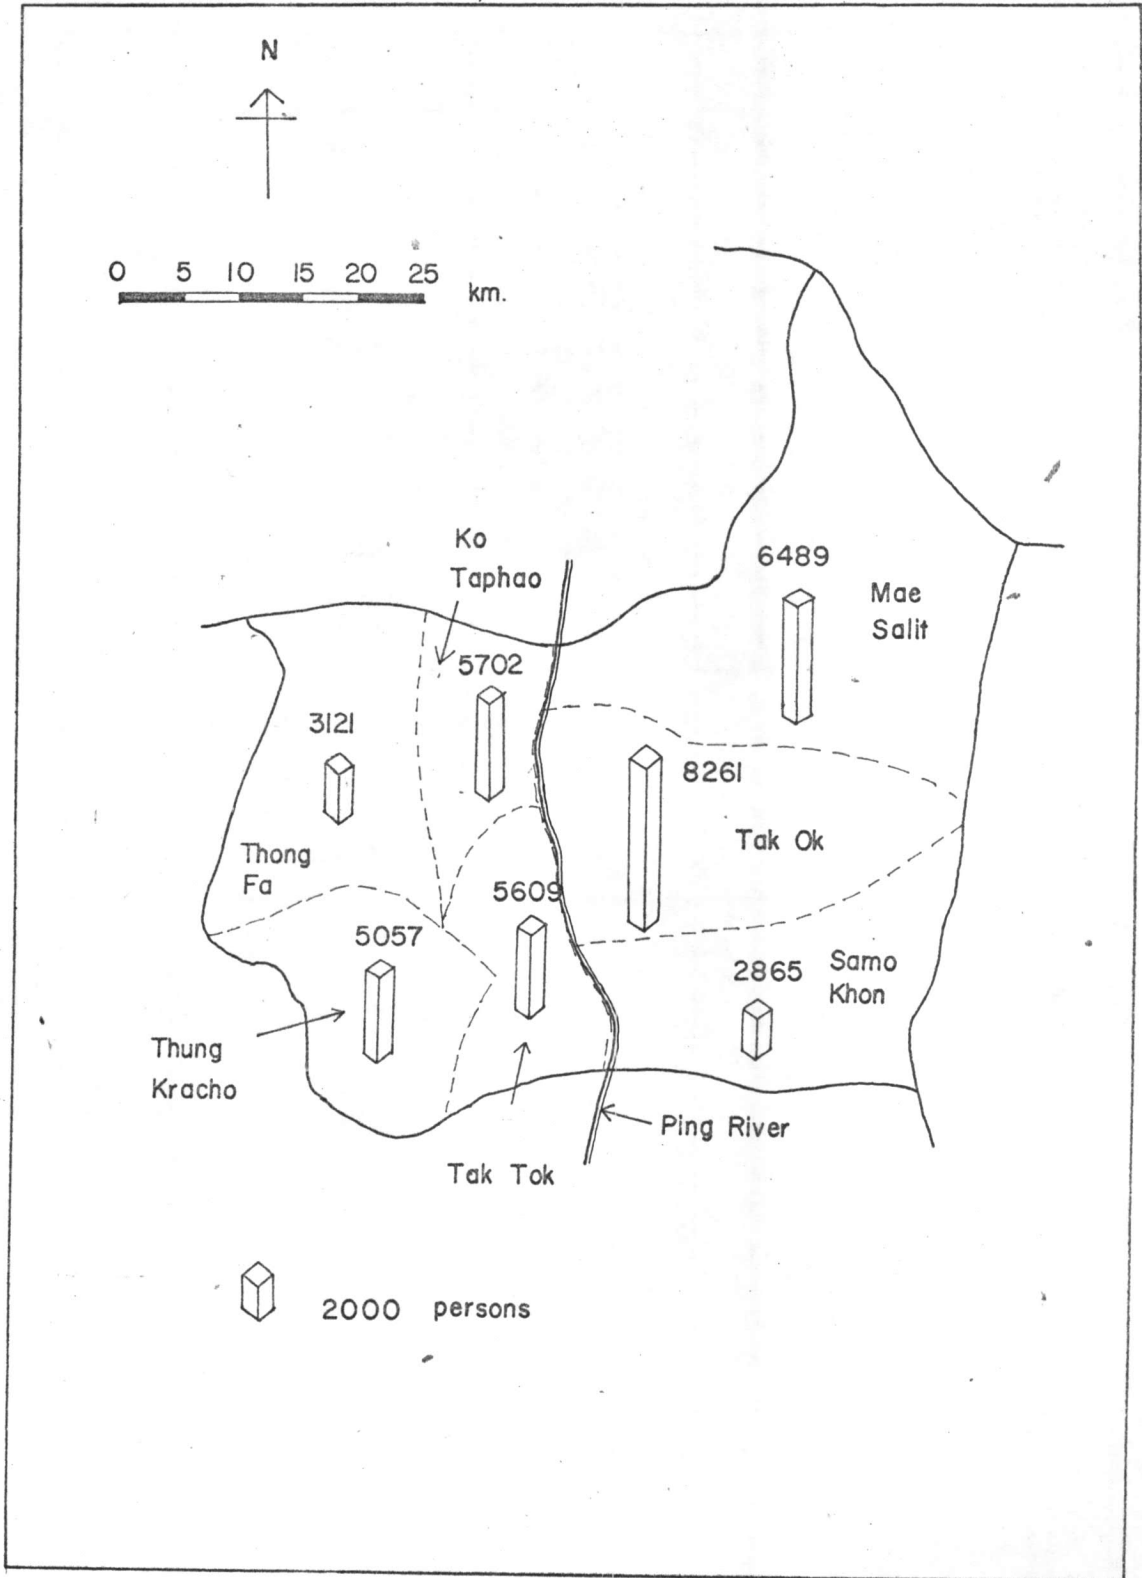 N
0 5 10 15 20 25
km.
Ko
Taphao
6489
Mae
Salit
5702
3121
8261
Tak Ok
Thong
Fa
5609
5057
2865
Samo
Khon
Thung
Kracho
Ping River
Tak Tok
2000 persons